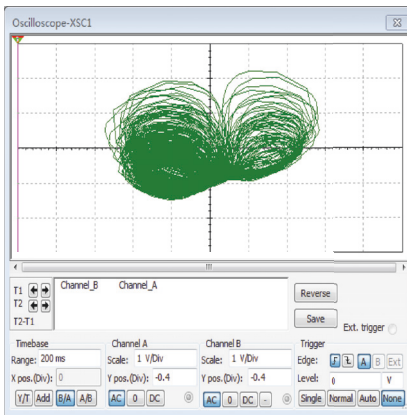 Oscilloscope-XSC1
T1
T2
T2-T1
Channel_B Channel_A
Reverse
Save
Ext. trigger
Timebase
Range: 200 ms
X pos.(Div): 0
Y/T Add B/A A/B
Channel A
Scale: 1 V/Div
Y pos.(Div): -0.4
AC 0 DC
Channel B
Scale: 1 V/Div
Y pos.(Div): -0.4
AC 0 DC -
Trigger
Edge: A B Ext
Level: 0 V
Single Normal Auto None